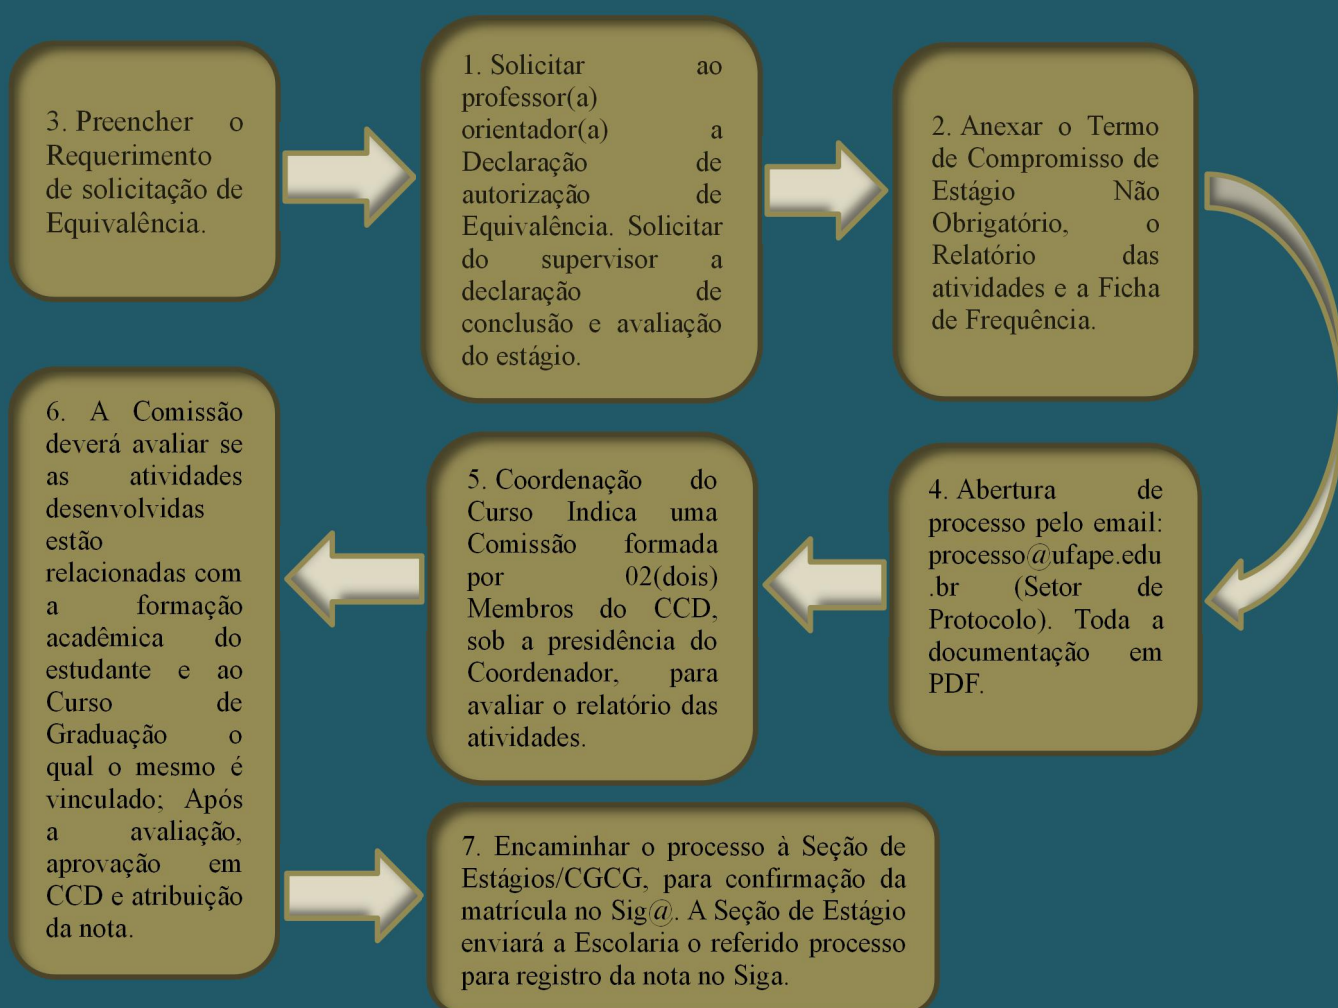 3. Preencher o
Requerimento
de solicitação de
Equivalência.
1. Solicitar ao
professor(a)
orientador(a) a
Declaração de
autorização de
Equivalência. Solicitar
do supervisor a
declaração de
conclusão e avaliação
do estágio.
2. Anexar o Termo
de Compromisso de
Estágio Não
Obrigatório, o
Relatório das
atividades e a Ficha
de Frequência.
4. Abertura de
processo pelo email:
processo@ufape.edu
.br (Setor de
Protocolo). Toda a
documentação em
PDF.
5. Coordenação do
Curso Indica uma
Comissão formada
por 02(dois)
Membros do CCD,
sob a presidência do
Coordenador, para
avaliar o relatório das
atividades.
6. A Comissão
deverá avaliar se
as atividades
desenvolvidas
estão
relacionadas com
a formação
acadêmica do
estudante e ao
Curso de
Graduação o
qual o mesmo é
vinculado; Após
a avaliação,
aprovação em
CCD e atribuição
da nota.
7. Encaminhar o processo à Seção de
Estágios/CGCG, para confirmação da
matrícula no Sig@. A Seção de Estágio
enviará a Escolaria o referido processo
para registro da nota no Siga.